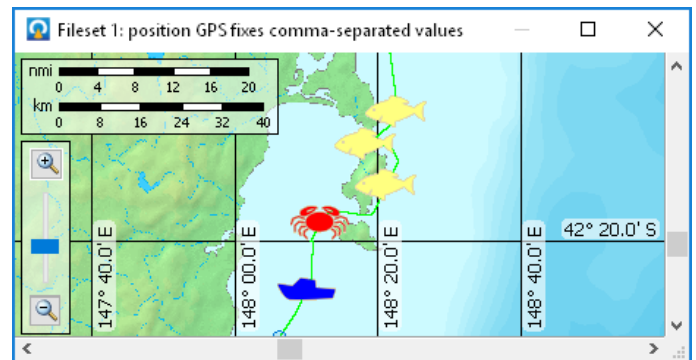 Fileset 1: position GPS fixes comma-separated values
nmi
0 4 8 12 16 20
km
0 8 16 24 32 40
42° 20.0' S
147° 40.0' E
148° 00.0' E
148° 20.0' E
148° 40.0' E